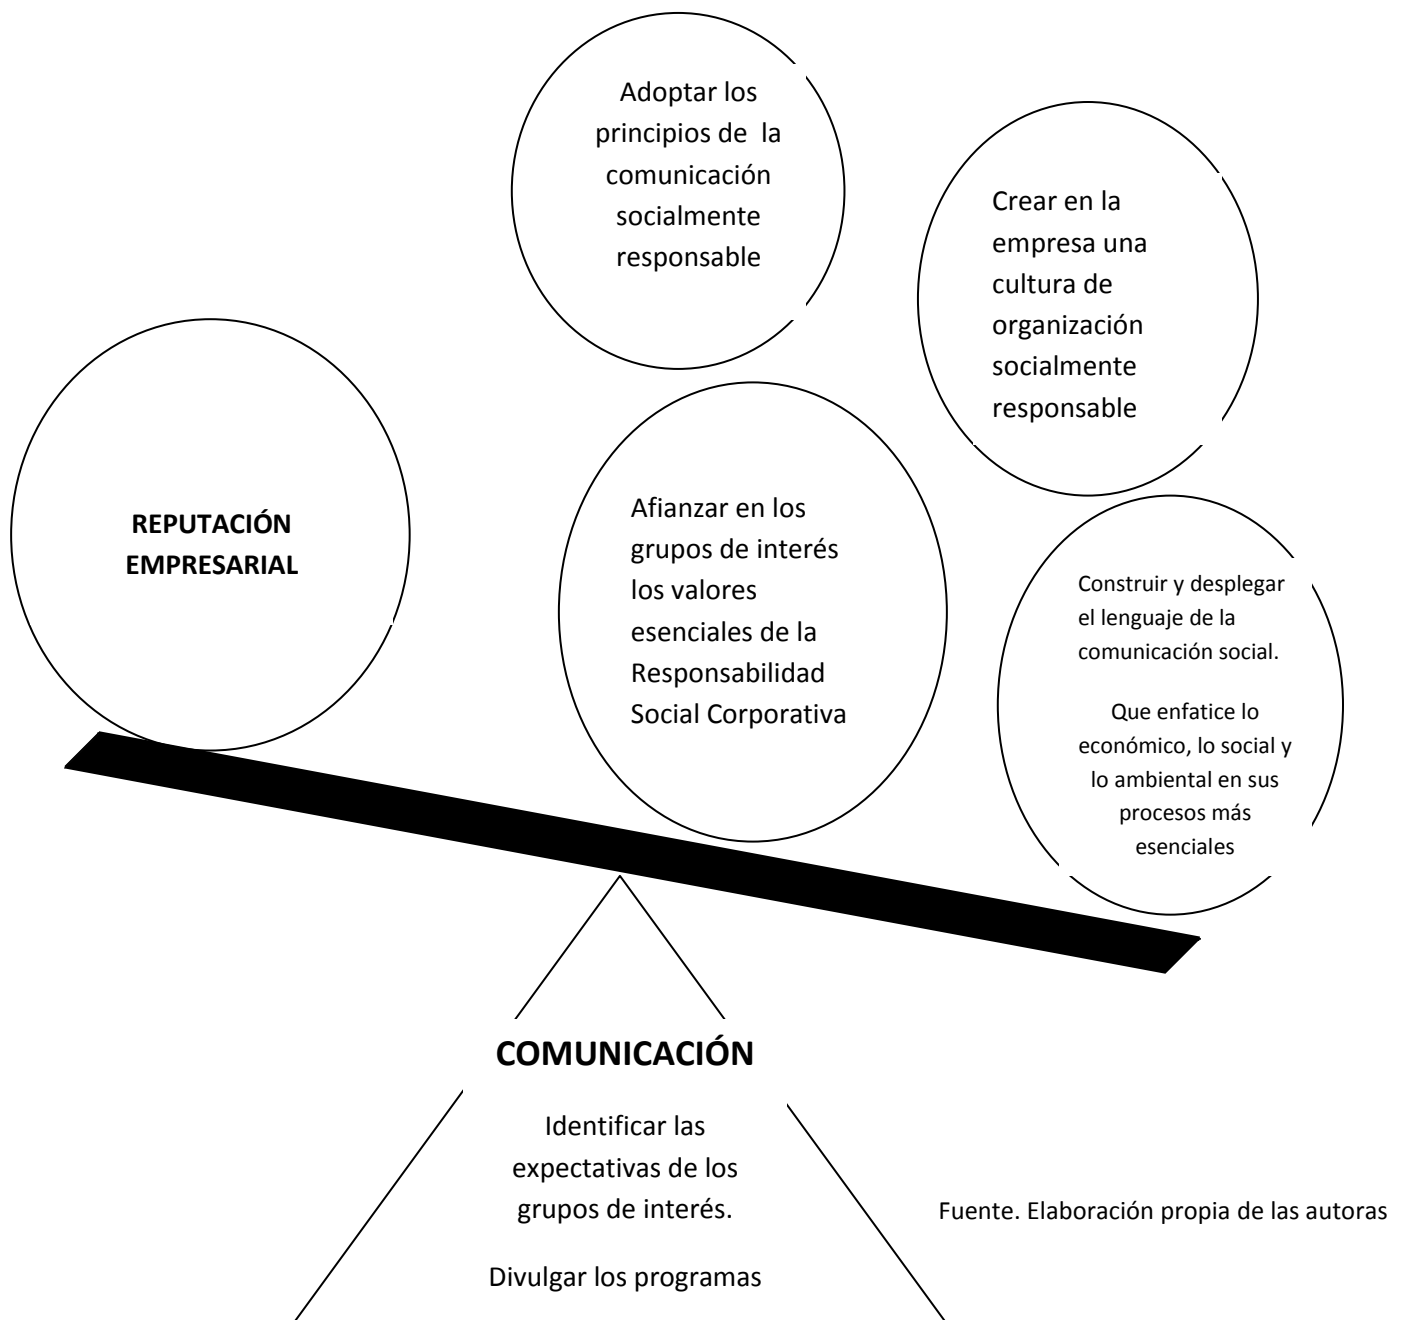 Adoptar los
principios de  la
comunicación
socialmente
responsable
Crear en la
empresa una
cultura de
organización
socialmente
responsable
REPUTACIÓN
EMPRESARIAL
Afianzar en los
grupos de interés
los valores
esenciales de la
Responsabilidad
Social Corporativa
Construir y desplegar
el lenguaje de la
comunicación social.
Que enfatice lo
económico, lo social y
lo ambiental en sus
procesos más
esenciales
COMUNICACIÓN
Identificar las
expectativas de los
grupos de interés.
Divulgar los programas
Fuente. Elaboración propia de las autoras